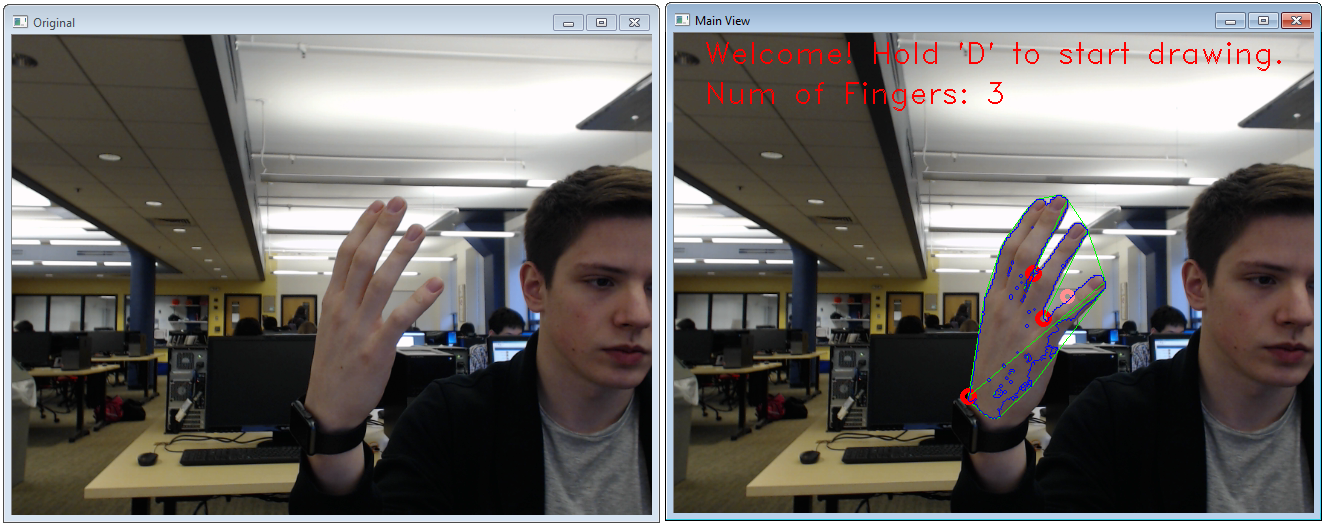 Original
Main View
Welcome! Hold 'D' to start drawing.
Num of Fingers: 3